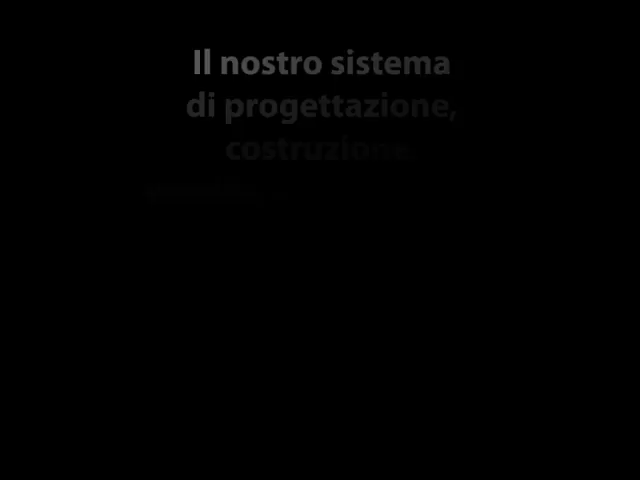 Il nostro sistema
di progettazione,
costruzione